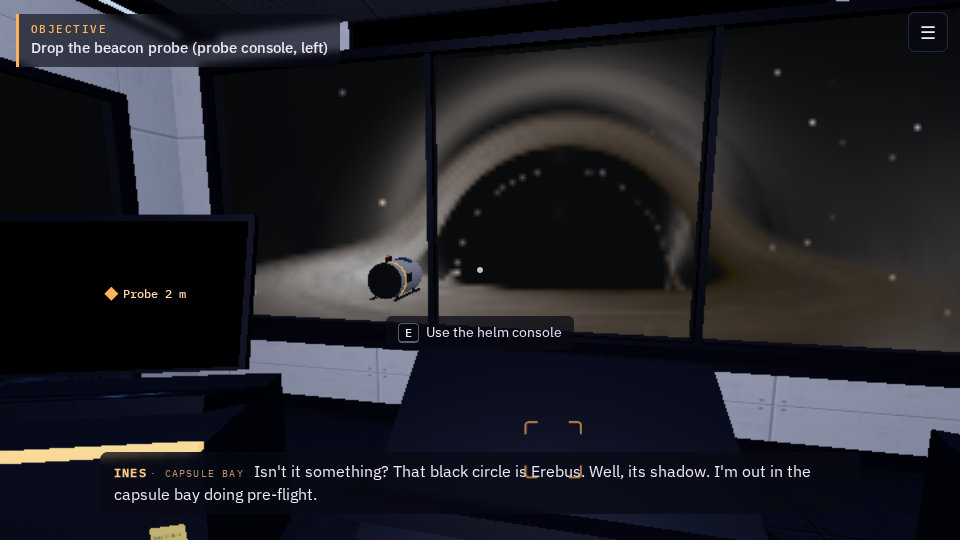 OBJECTIVE
Drop the beacon probe (probe console, left)
☰
Probe 2 m
E Use the helm console
INES · CAPSULE BAY Isn't it something? That black circle is Erebus. Well, its shadow. I'm out in the
capsule bay doing pre-flight.